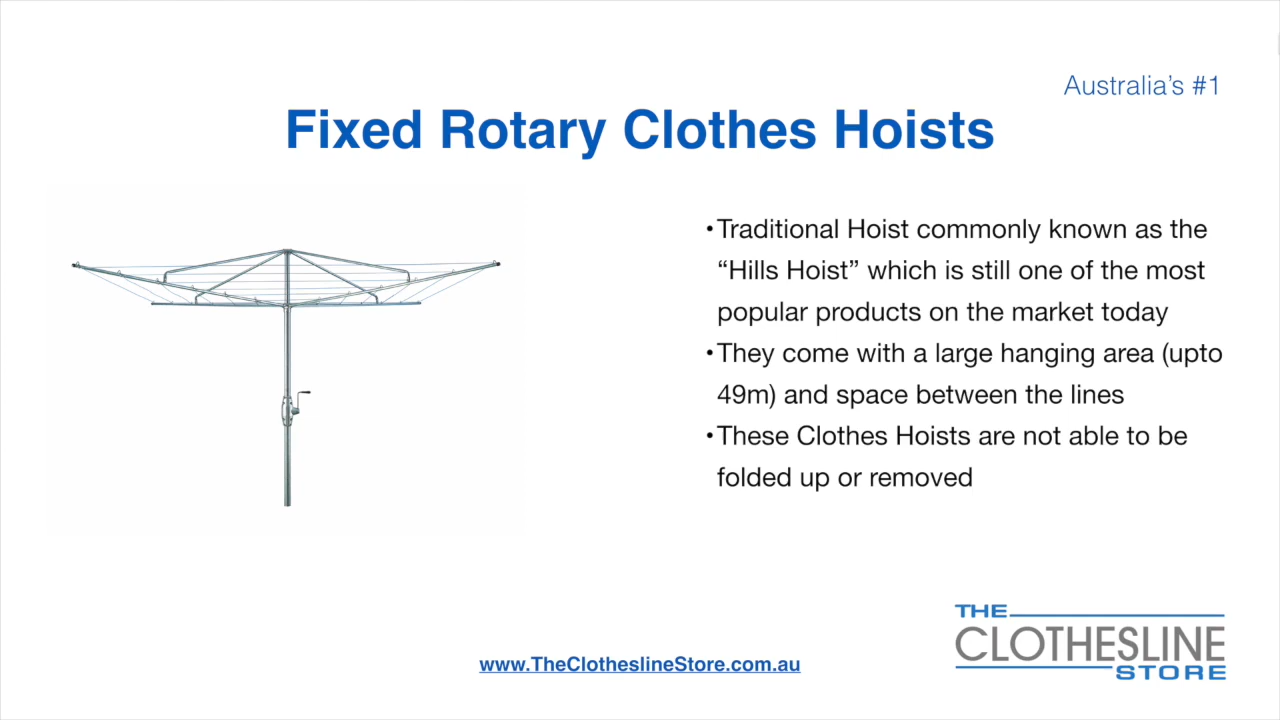 Australia's #1
Fixed Rotary Clothes Hoists
•Traditional Hoist commonly known as the
“Hills Hoist” which is still one of the most
popular products on the market today
•They come with a large hanging area (upto
49m) and space between the lines
•These Clothes Hoists are not able to be
folded up or removed
THE
CLOTHESLINE
STORE
www.TheClotheslineStore.com.au